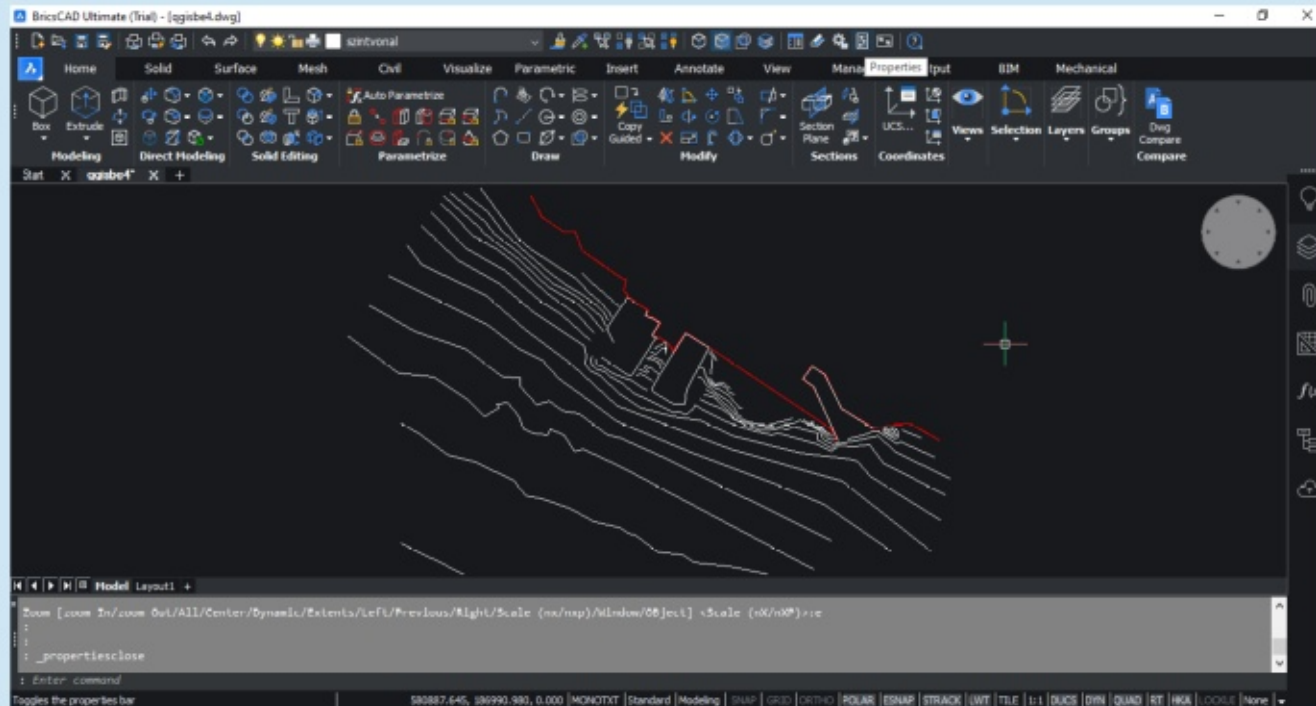 BricsCAD Ultimate (Trial) - [qgisbe4.dwg]
szintvonal
Home Solid Surface Mesh Civil Visualize Parametric Insert Annotate View Mana Properties tput BIM Mechanical
Auto Parametrize
Box Extrude Copy Guided Section Plane UCS... Views Selection Layers Groups Dwg Compare
Modeling Direct Modeling Solid Editing Parametrize Draw Modify Sections Coordinates Compare
Start qgisbe4*
Model Layout1
Zoom [zoom In/zoom Out/All/Center/Dynamic/Extents/Left/Previous/Right/Scale (nx/nxp)/Window/OBject] <Scale (nX/nXP)>:e
:
:
: _propertiesclose
: Enter command
Toggles the properties bar 580887.645, 186990.980, 0.000 MONOTXT Standard Modeling SNAP GRID ORTHO POLAR ESNAP STRACK LWT TILE 1:1 DUCS DYN QUAD RT HKA LOCKUI None